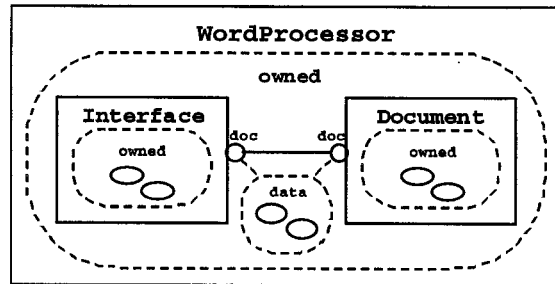 WordProcessor
owned
Interface
doc
doc
Document
owned
owned
data